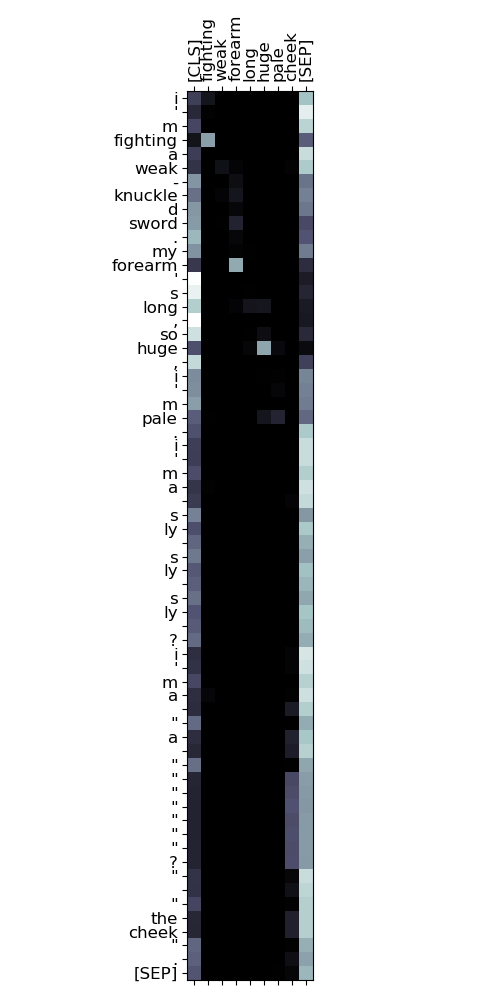 [CLS] fighting weak forearm long huge pale cheek [SEP]
i
'
m
fighting
a
weak
-
knuckle
d
sword
.
my
forearm
'
s
long
,
so
huge
,
i
'
m
pale
.
i
'
m
a
s
ly
s
ly
s
ly
?
i
'
m
a
"
a
"
"
"
"
"
"
?
"
"
the
cheek
"
.
[SEP]